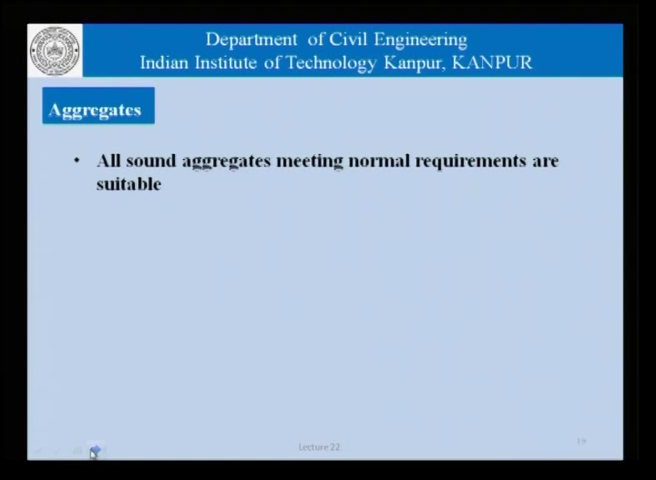 Department of Civil Engineering
Indian Institute of Technology Kanpur, KANPUR
Aggregates
• All sound aggregates meeting normal requirements are
suitable
Lecture 22
19